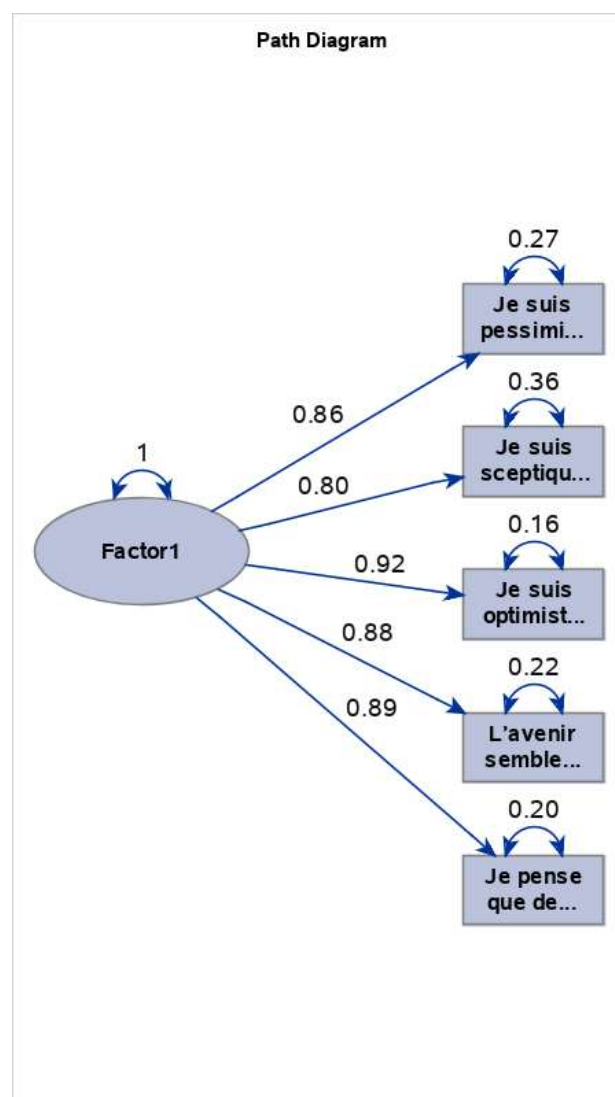 Path Diagram
0.27
Je suis
pessimi...
0.86
0.36
Je suis
sceptiqu...
0.80
1
Factor1
0.16
Je suis
optimist...
0.92
0.22
L'avenir
semble...
0.88
0.20
Je pense
que de...
0.89